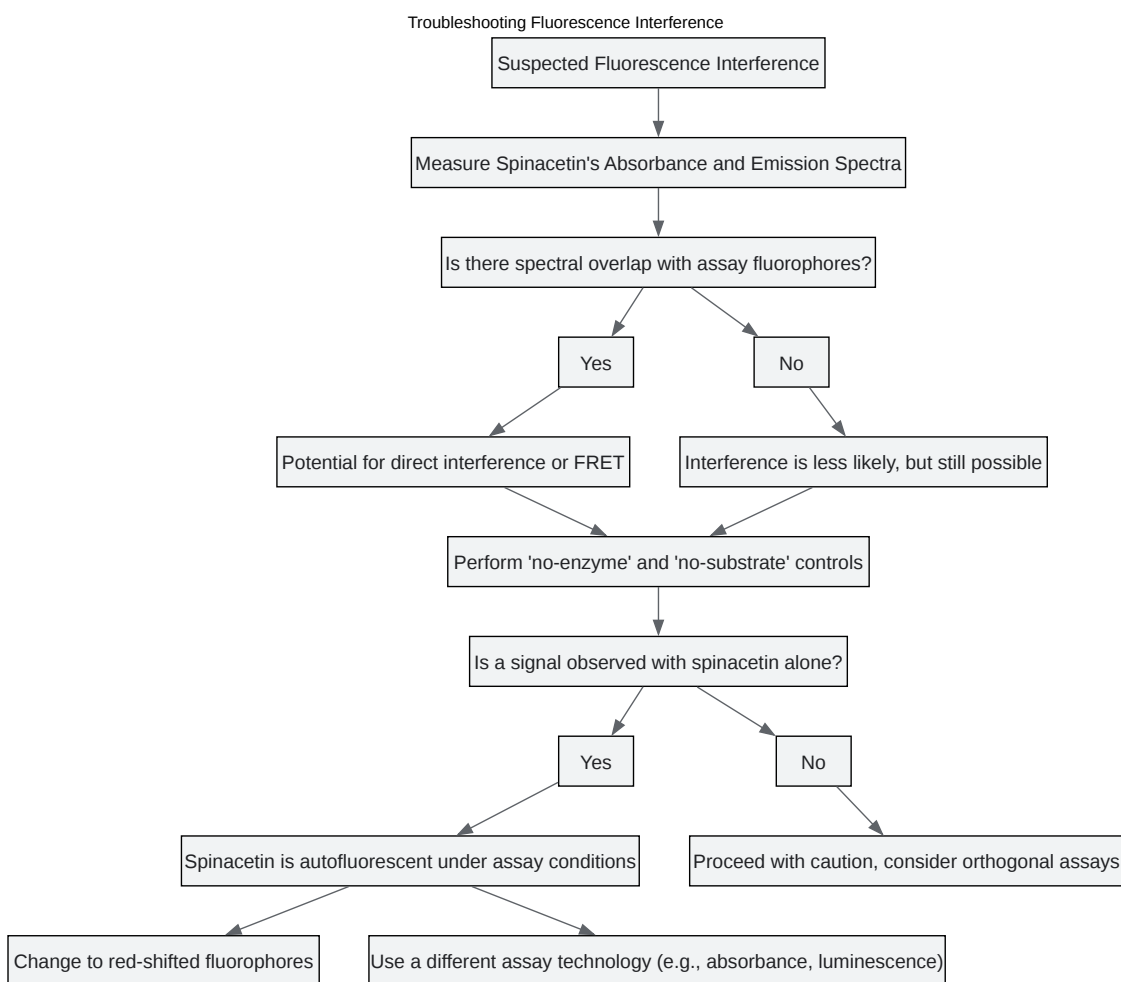 Troubleshooting Fluorescence Interference
Suspected Fluorescence Interference
Measure Spinacetin's Absorbance and Emission Spectra
Is there spectral overlap with assay fluorophores?
Yes
No
Potential for direct interference or FRET
Interference is less likely, but still possible
Perform 'no-enzyme' and 'no-substrate' controls
Is a signal observed with spinacetin alone?
Yes
No
Spinacetin is autofluorescent under assay conditions
Proceed with caution, consider orthogonal assays
Change to red-shifted fluorophores
Use a different assay technology (e.g., absorbance, luminescence)